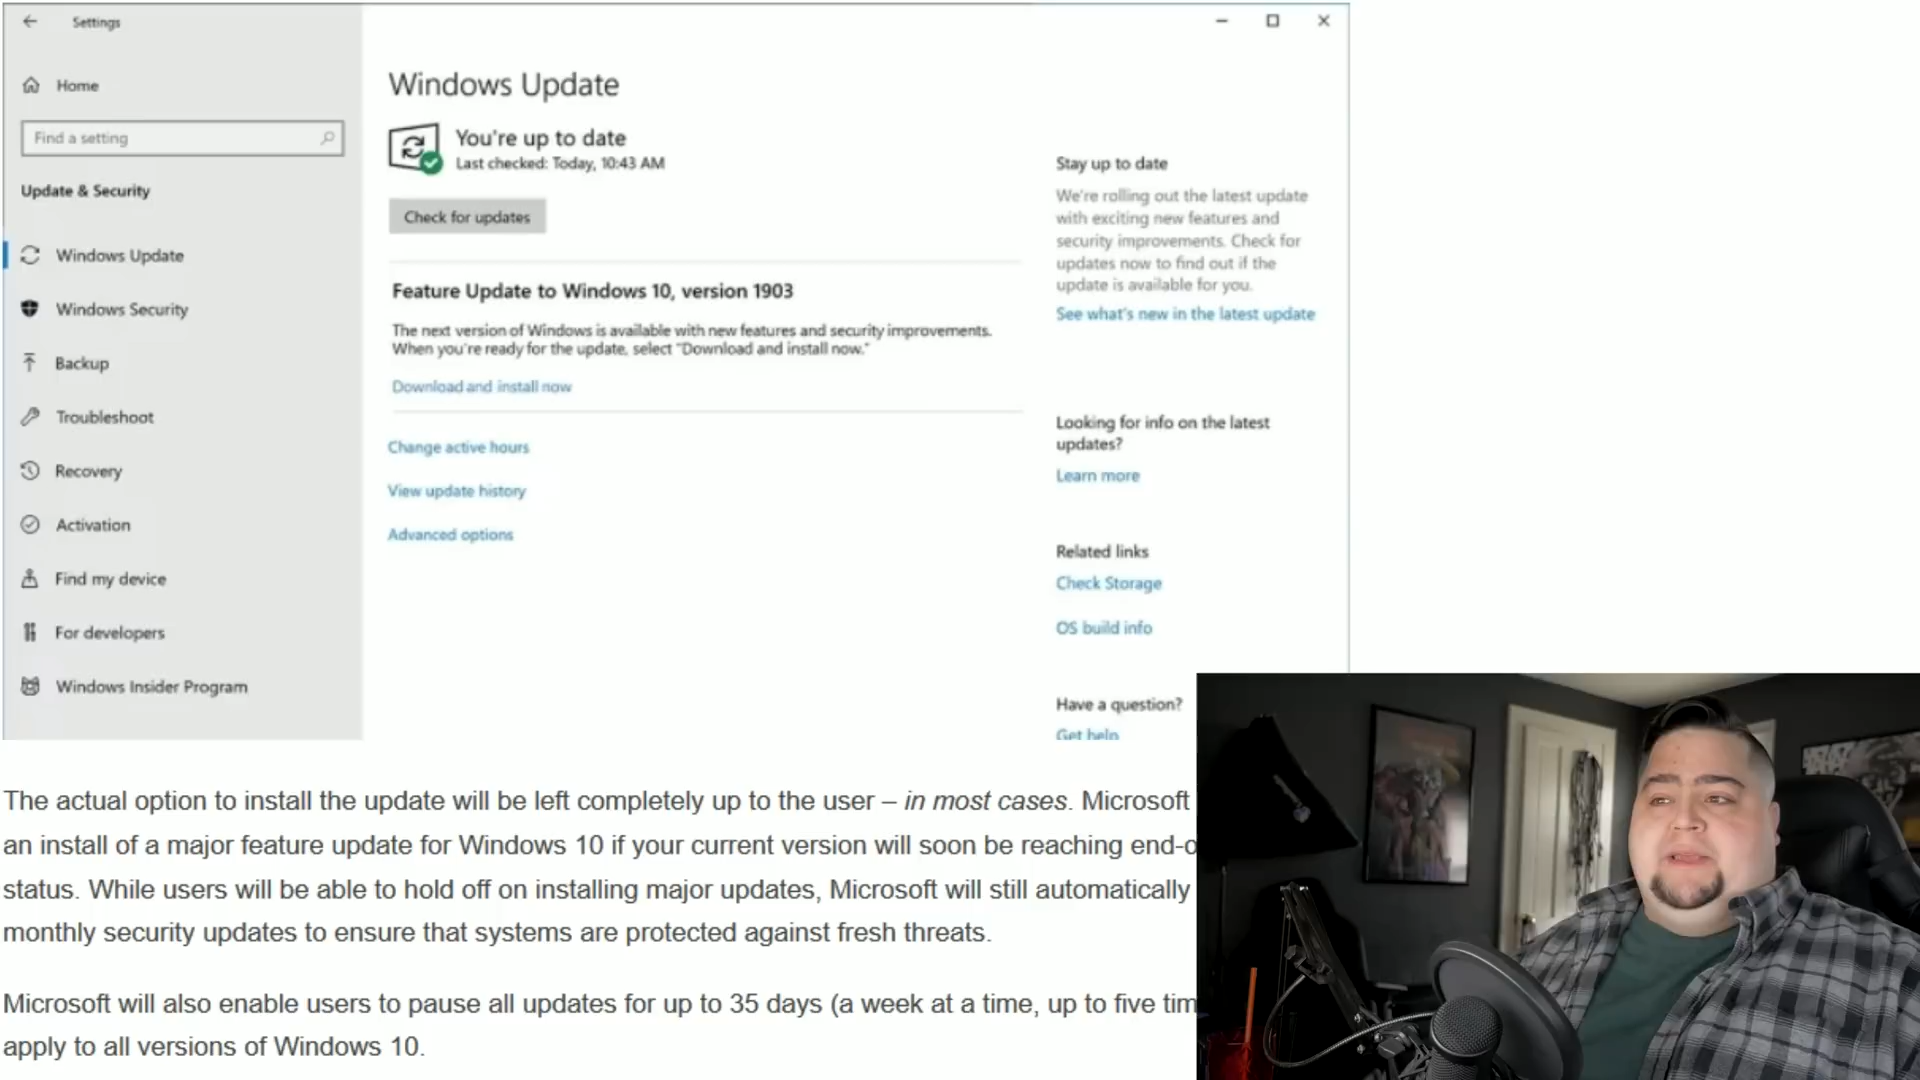 Settings
Home
Find a setting
Update & Security
Windows Update
Windows Security
Backup
Troubleshoot
Recovery
Activation
Find my device
For developers
Windows Insider Program
Windows Update
You're up to date
Last checked: Today, 10:43 AM
Check for updates
Feature Update to Windows 10, version 1903
The next version of Windows is available with new features and security improvements.
When you're ready for the update, select "Download and install now."
Download and install now
Change active hours
View update history
Advanced options
Stay up to date
We're rolling out the latest update
with exciting new features and
security improvements. Check for
updates now to find out if the
update is available for you.
See what's new in the latest update
Looking for info on the latest
updates?
Learn more
Related links
Check Storage
OS build info
Have a question?
Get help
The actual option to install the update will be left completely up to the user – in most cases. Microsoft
an install of a major feature update for Windows 10 if your current version will soon be reaching end-o
status. While users will be able to hold off on installing major updates, Microsoft will still automatically
monthly security updates to ensure that systems are protected against fresh threats.
Microsoft will also enable users to pause all updates for up to 35 days (a week at a time, up to five tim
apply to all versions of Windows 10.